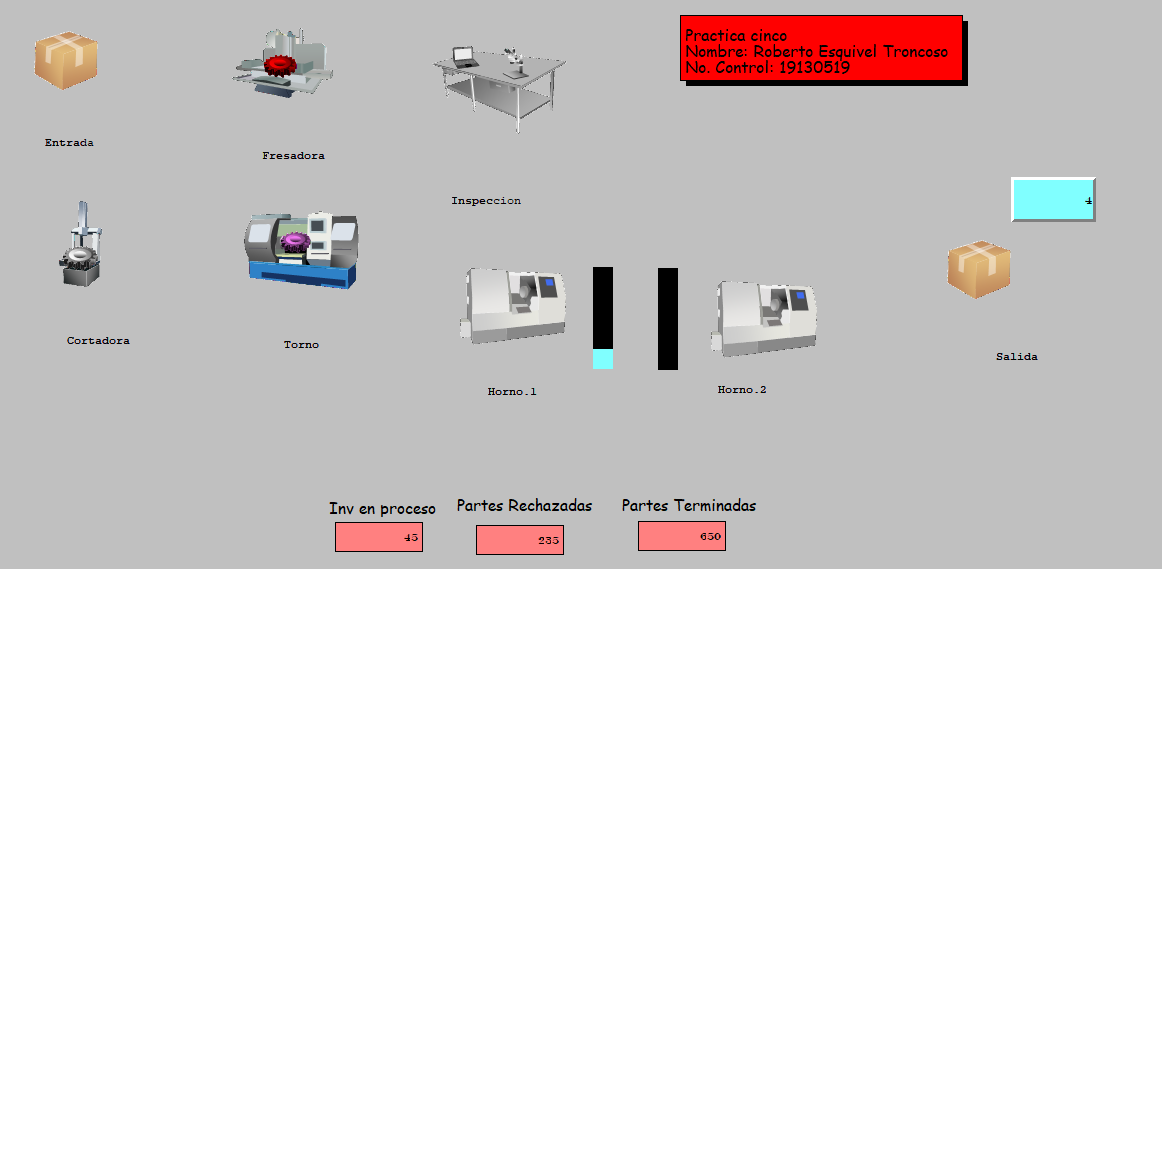 Practica cinco
Nombre: Roberto Esquivel Troncoso
No. Control: 19130519
Entrada
Fresadora
Inspeccion
4
Cortadora
Torno
Horno.1
Horno.2
Salida
Inv en proceso
Partes Rechazadas
Partes Terminadas
45
235
650